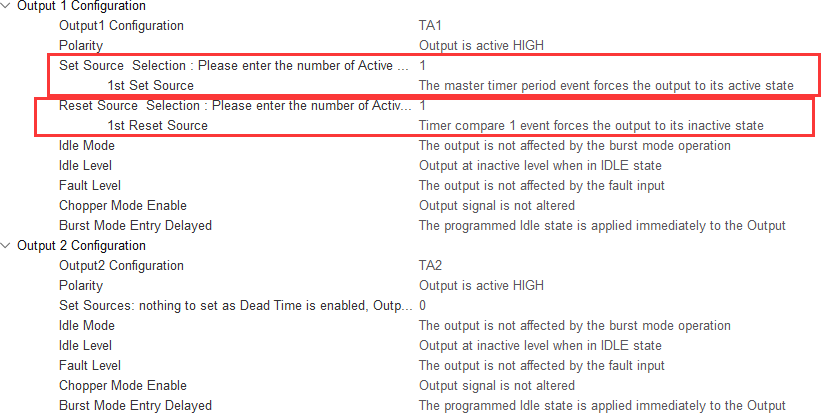 Output 1 Configuration
Output1 Configuration TA1
Polarity Output is active HIGH
Set Source Selection : Please enter the number of Active ... 1
1st Set Source The master timer period event forces the output to its active state
Reset Source Selection : Please enter the number of Activ... 1
1st Reset Source Timer compare 1 event forces the output to its inactive state
Idle Mode The output is not affected by the burst mode operation
Idle Level Output at inactive level when in IDLE state
Fault Level The output is not affected by the fault input
Chopper Mode Enable Output signal is not altered
Burst Mode Entry Delayed The programmed Idle state is applied immediately to the Output
Output 2 Configuration
Output2 Configuration TA2
Polarity Output is active HIGH
Set Sources: nothing to set as Dead Time is enabled, Outp... 0
Idle Mode The output is not affected by the burst mode operation
Idle Level Output at inactive level when in IDLE state
Fault Level The output is not affected by the fault input
Chopper Mode Enable Output signal is not altered
Burst Mode Entry Delayed The programmed Idle state is applied immediately to the Output